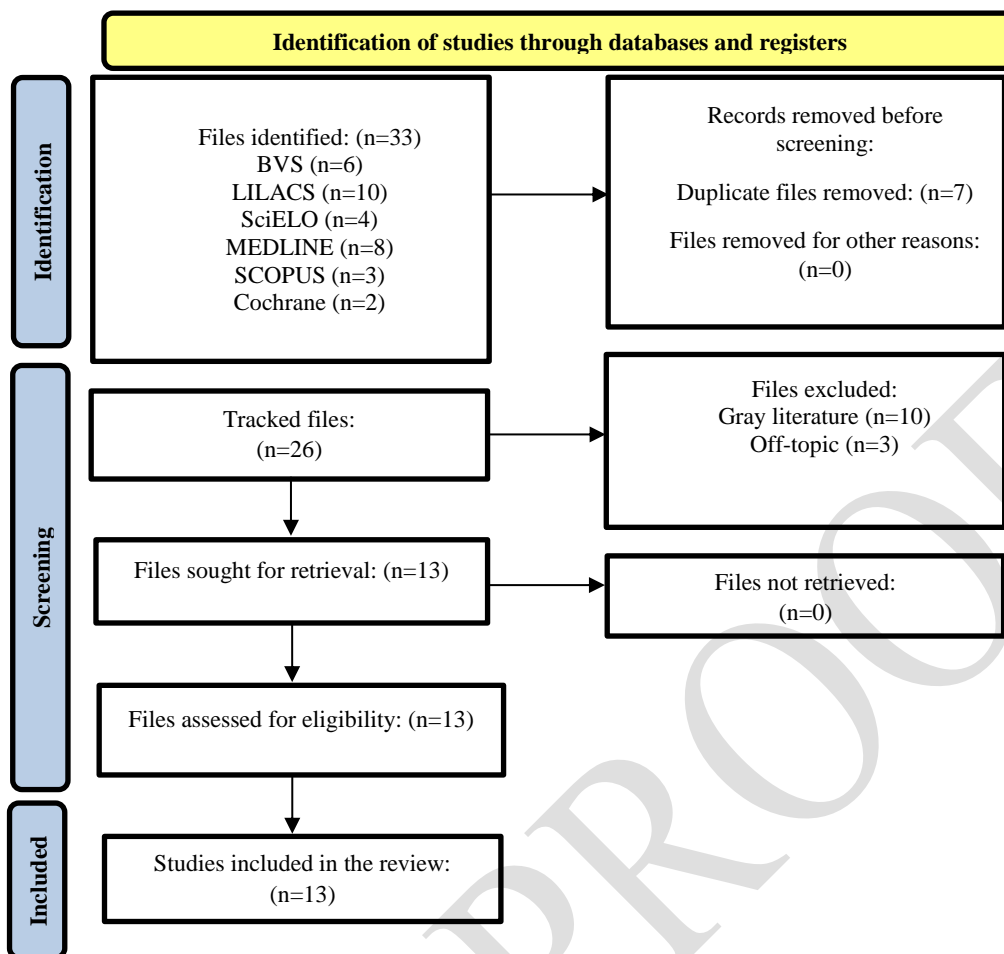 Identification of studies through databases and registers
Identification
Files identified: (n=33)
BVS (n=6)
LILACS (n=10)
SciELO (n=4)
MEDLINE (n=8)
SCOPUS (n=3)
Cochrane (n=2)
Records removed before
screening:
Duplicate files removed: (n=7)
Files removed for other reasons:
(n=0)
Screening
Tracked files:
(n=26)
Files excluded:
Gray literature (n=10)
Off-topic (n=3)
Files sought for retrieval: (n=13)
Files not retrieved:
(n=0)
Files assessed for eligibility: (n=13)
Included
Studies included in the review:
(n=13)
PROO